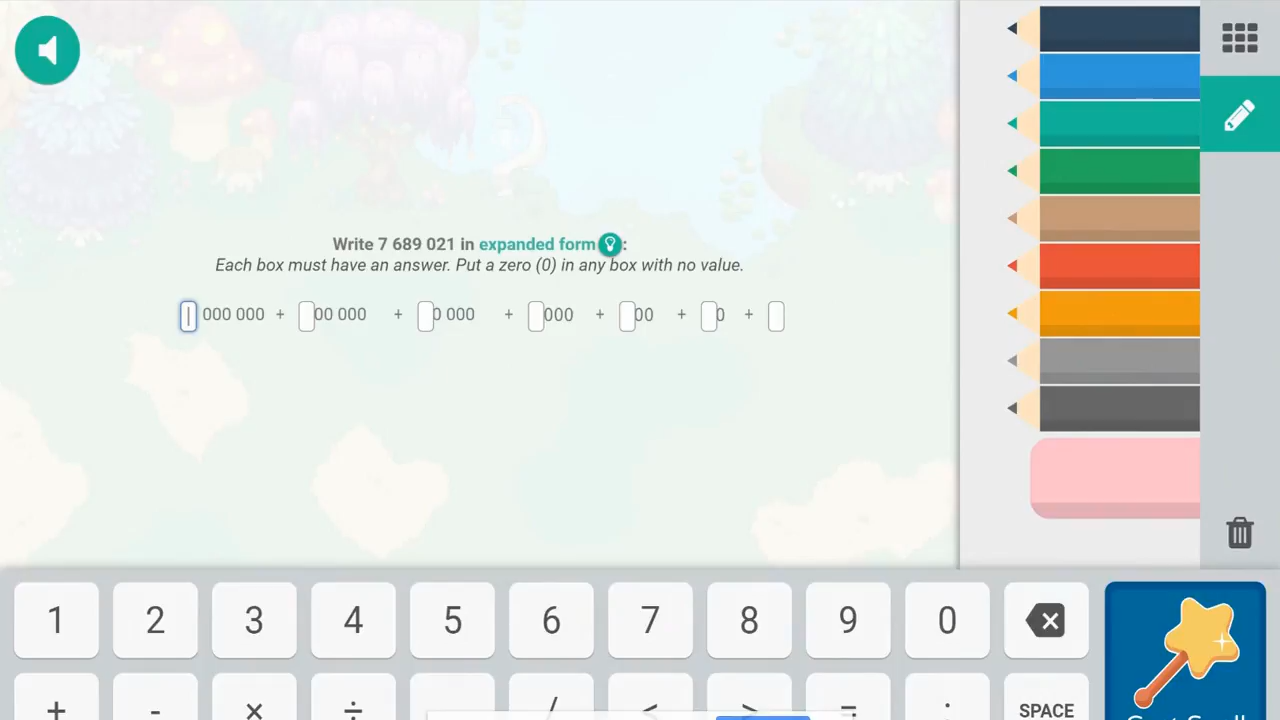 Write 7 689 021 in expanded form :
Each box must have an answer. Put a zero (0) in any box with no value.
000 000 + 00 000 + 0 000 + 000 + 00 + 0 +
1 2 3 4 5 6 7 8 9 0
+ - × ÷ / < > = : SPACE